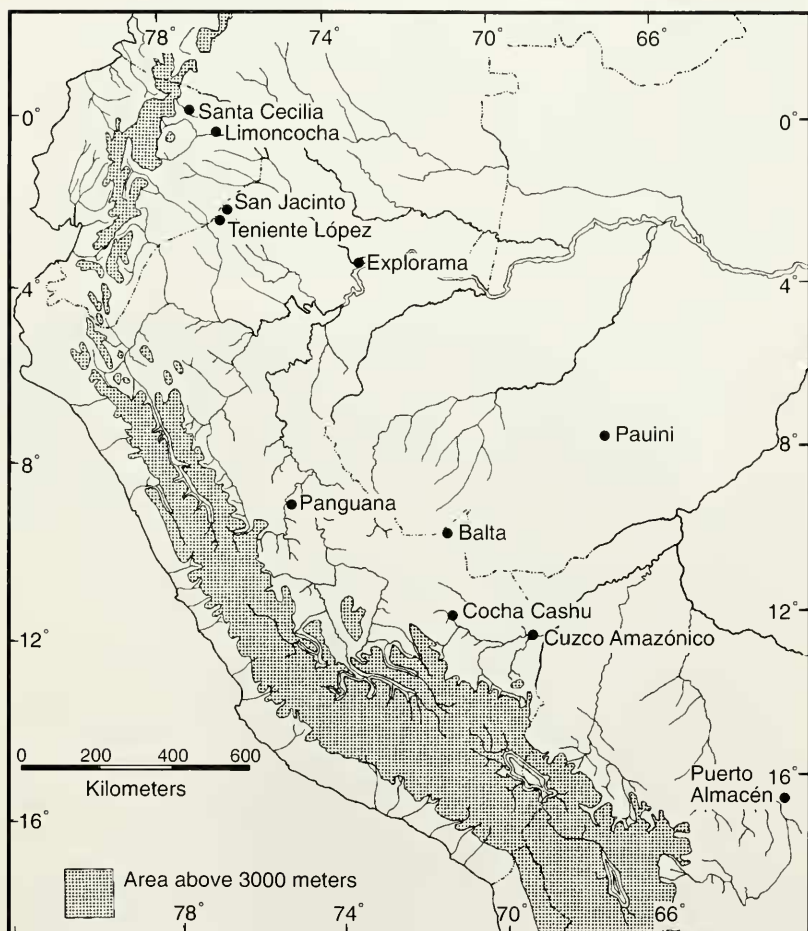 78° 74° 70° 66°
0° 0°
Santa Cecilia
Limoncocha
San Jacinto
Teniente López
Explorama
4° 4°
Pauini
8° 8°
Panguana
Balta
Cocha Cashu
12°
Cuzco Amazónico
12°
0 200 400 600
Kilometers
Puerto
Almacén
16°
16°
Area above 3000 meters
78° 74° 70° 66°